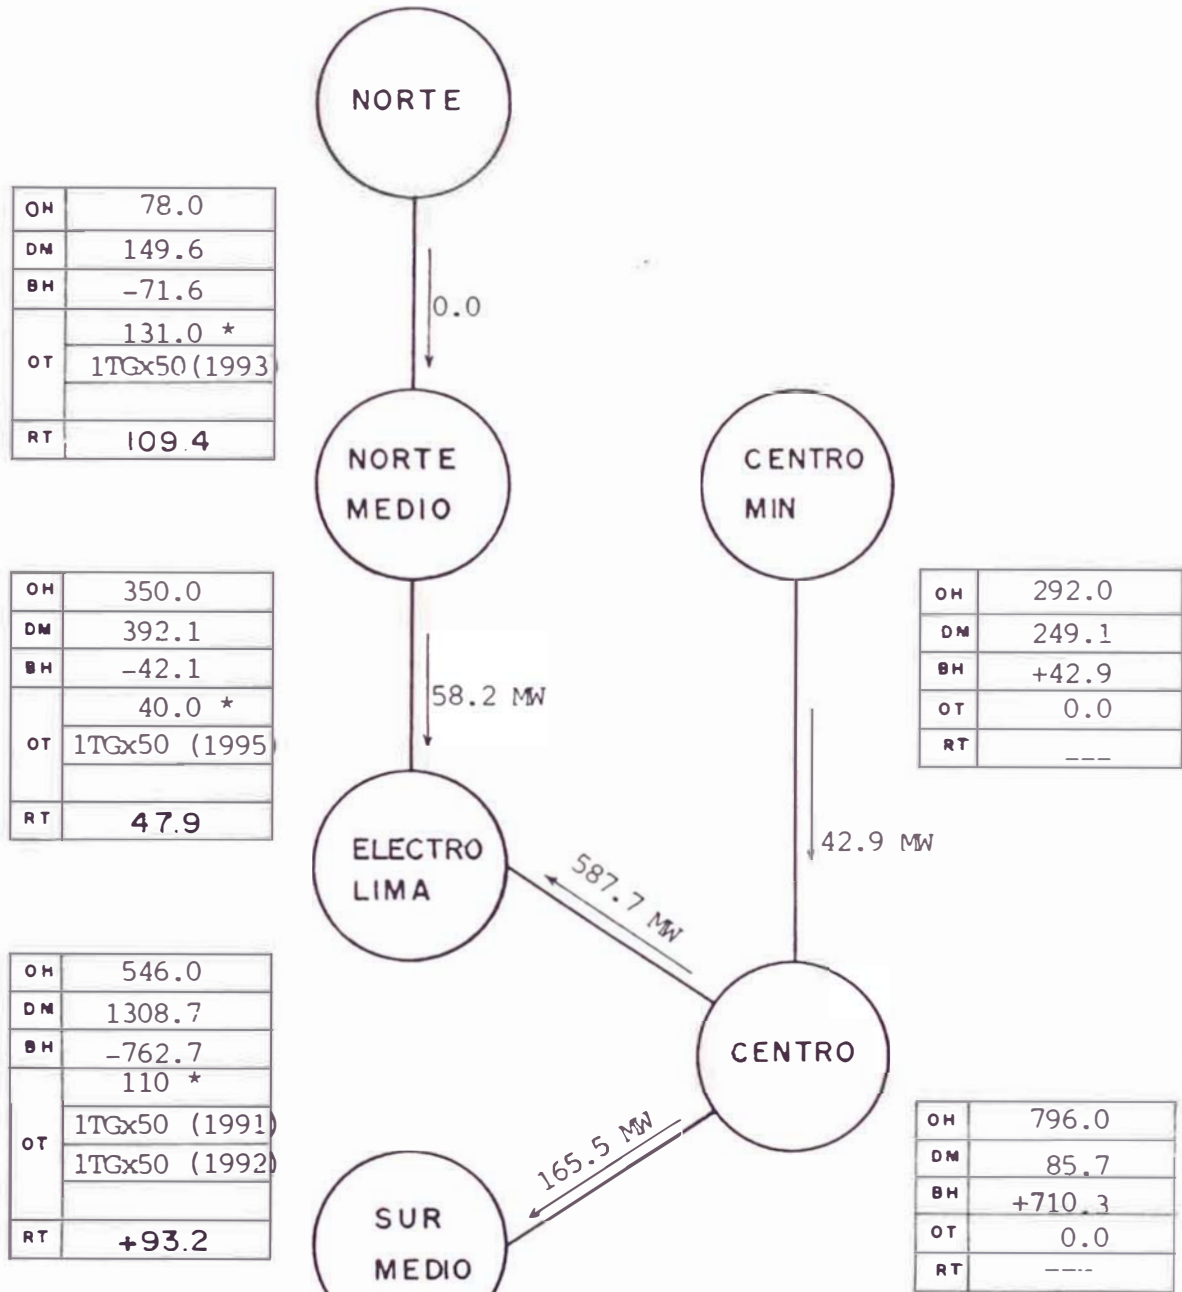 NORTE
OH 78.0
DM 149.6
BH -71.6
OT 131.0 *
1TGx50(1993)
RT 109.4
0.0
NORTE
MEDIO
CENTRO
MIN
OH 350.0
DM 392.1
BH -42.1
OT 40.0 *
1TGx50 (1995)
RT 47.9
58.2 MW
OH 292.0
DM 249.1
BH +42.9
OT 0.0
RT ---
42.9 MW
ELECTRO
LIMA
587.7 MW
OH 546.0
DM 1308.7
BH -762.7
OT 110 *
1TGx50 (1991)
1TGx50 (1992)
RT +93.2
CENTRO
165.5 MW
SUR
MEDIO
OH 796.0
DM 85.7
BH +710.3
OT 0.0
RT ----